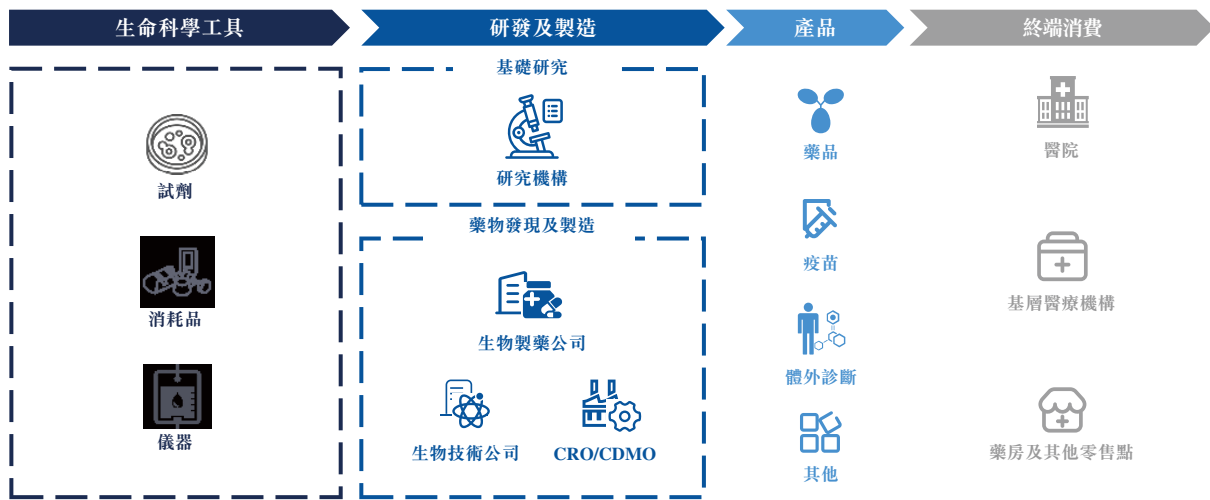 生命科學工具
研發及製造
產品
終端消費
試劑
消耗品
儀器
基礎研究
研究機構
藥物發現及製造
生物製藥公司
生物技術公司
CRO/CDMO
藥品
疫苗
體外診斷
其他
醫院
基層醫療機構
藥房及其他零售點